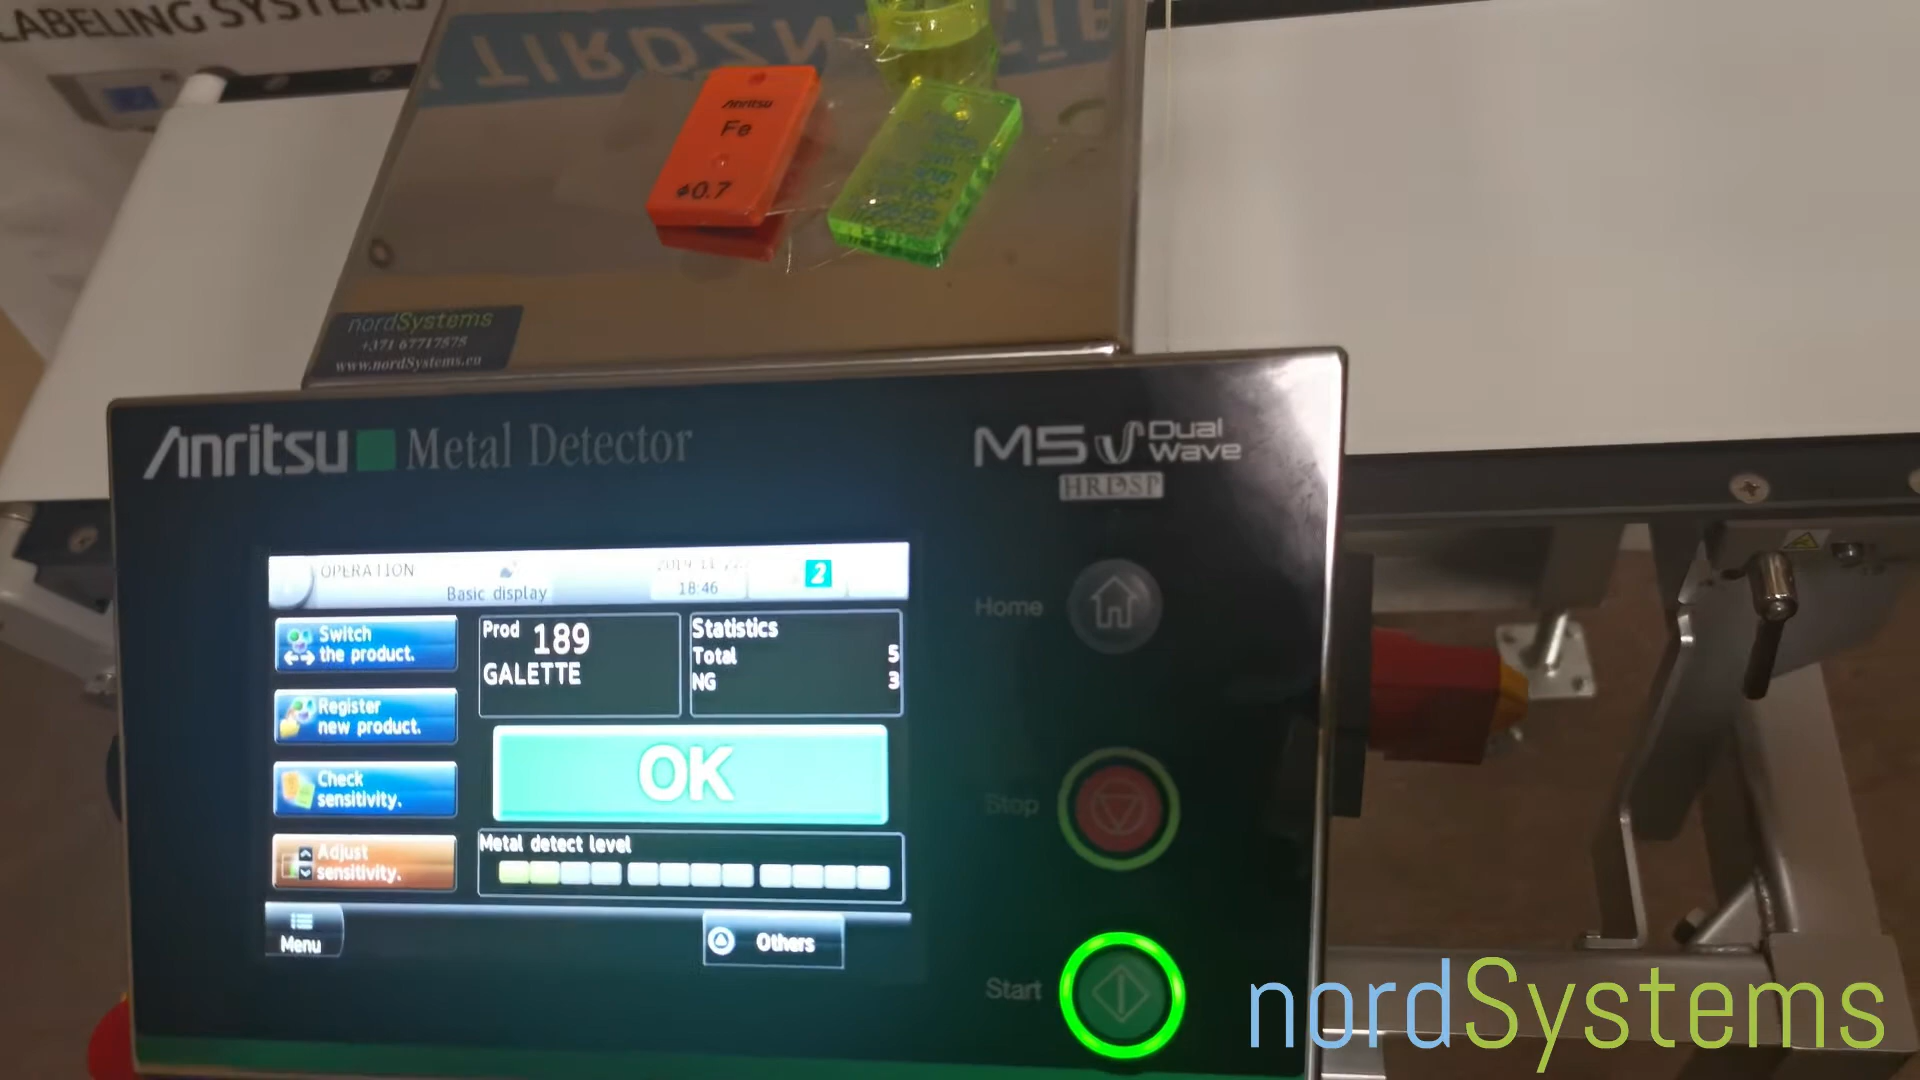 LABELING SYSTEMS
TIRDZN
Anritsu
Fe
ø0.7
nordSystems
+371 67717575
www.nordSystems.eu
Anritsu Metal Detector
M5 Dual Wave
HRDSP
OPERATION
Basic display
18:46
2
Switch
the product.
Prod 189
GALETTE
Statistics
Total 5
NG 3
Register
new product.
Check
sensitivity.
OK
Adjust
sensitivity.
Metal detect level
Menu
Others
Home
Stop
Start
nordSystems